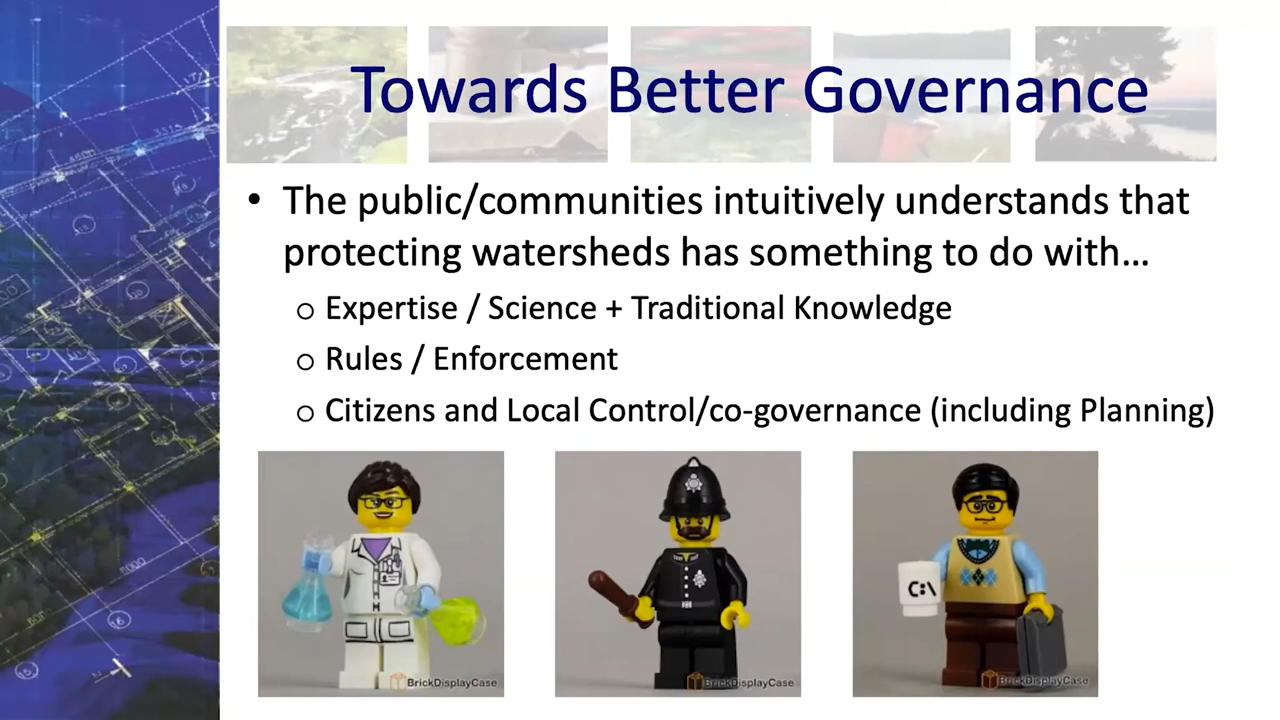 Towards Better Governance
• The public/communities intuitively understands that
protecting watersheds has something to do with…
o Expertise / Science + Traditional Knowledge
o Rules / Enforcement
o Citizens and Local Control/co-governance (including Planning)
C:\
BrickDisplayCase
BrickDisplayCase
BrickDisplayCase